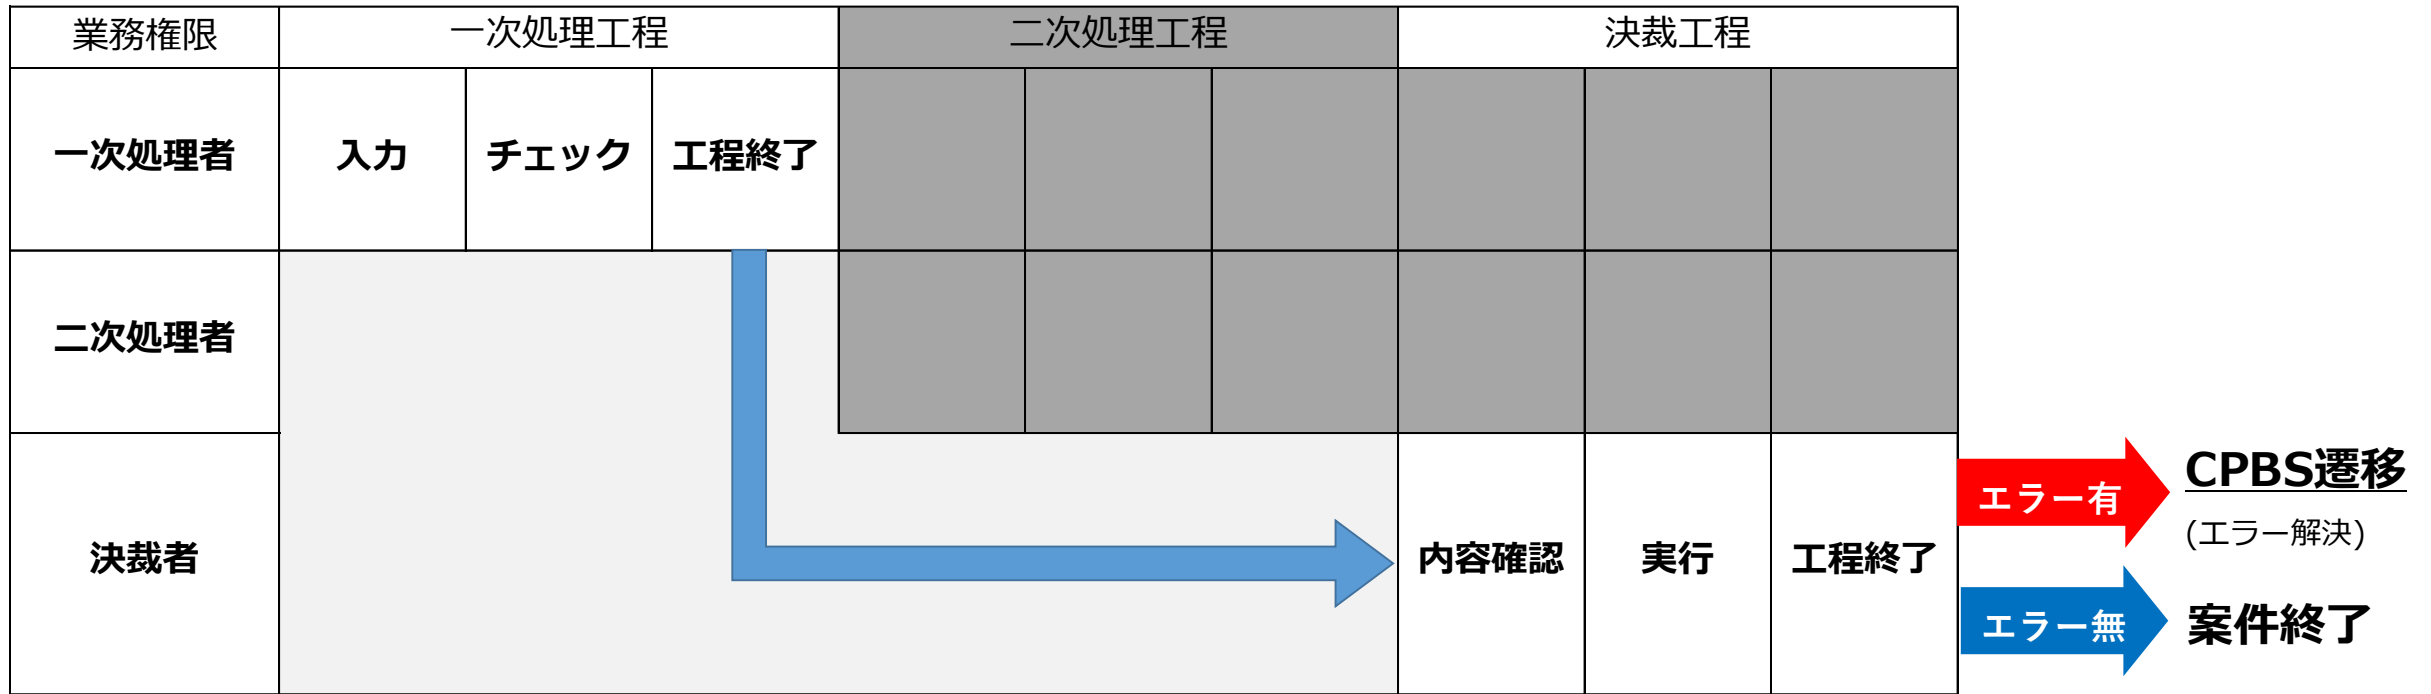 業務権限
一次処理工程
二次処理工程
決裁工程
一次処理者
入力
チェック
工程終了
二次処理者
決裁者
内容確認
実行
工程終了
エラー有
CPBS遷移
(エラー解決)
エラー無
案件終了